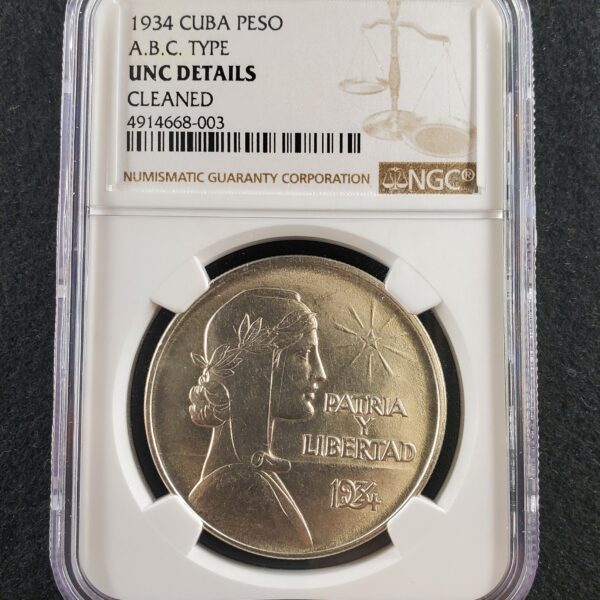 1934 CUBA PESO
A.B.C. TYPE
UNC DETAILS
CLEANED
4914668-003
NUMISMATIC GUARANTY CORPORATION NGC®
PATRIA
Y
LIBERTAD
1934